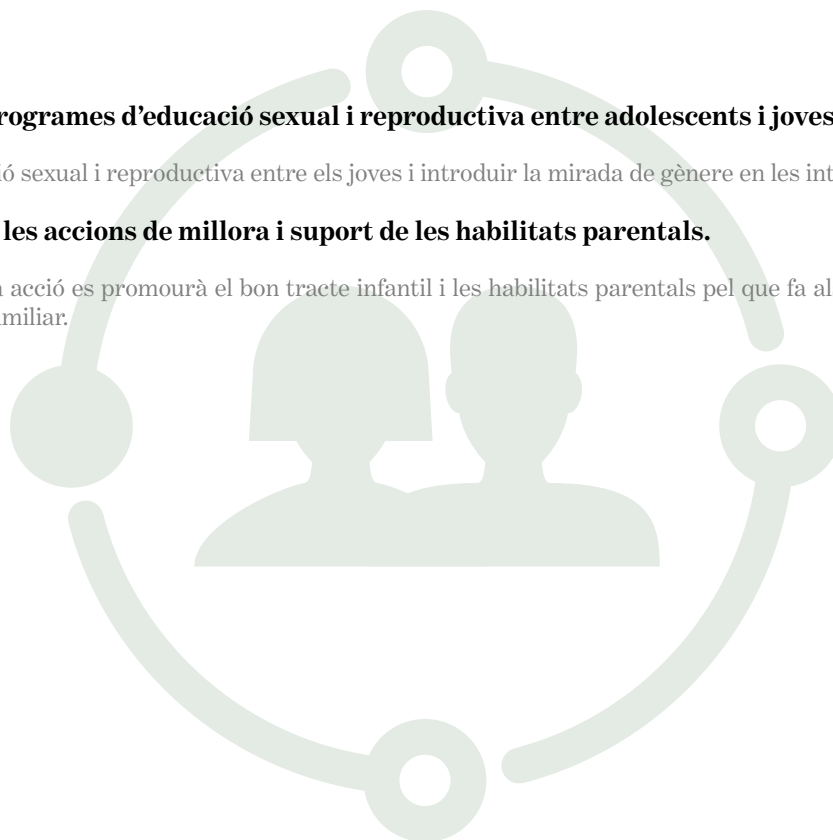 rogrames d’educació sexual i reproductiva entre adolescents i joves
ió sexual i reproductiva entre els joves i introduir la mirada de gènere en les int
les accions de millora i suport de les habilitats parentals.
a acció es promourà el bon tracte infantil i les habilitats parentals pel que fa al
amiliar.